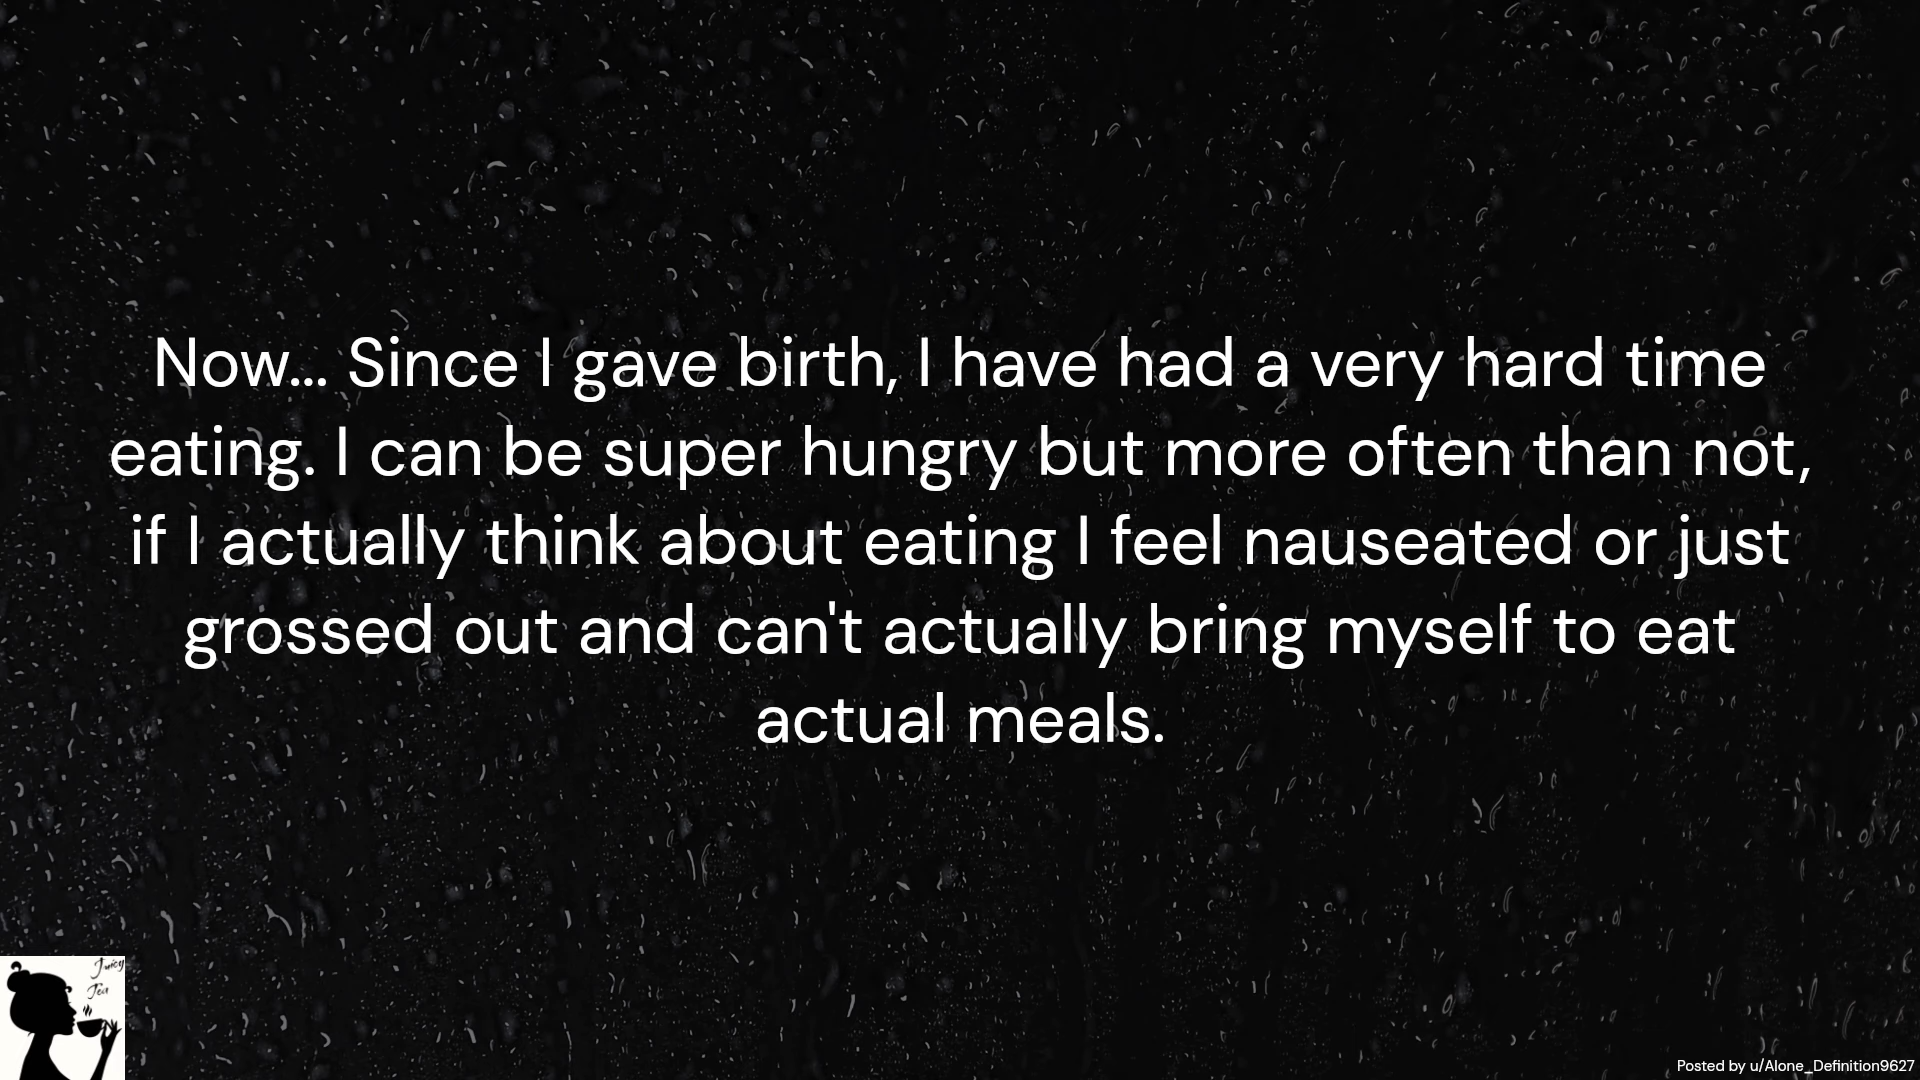 Now... Since I gave birth, I have had a very hard time
eating. I can be super hungry but more often than not,
if I actually think about eating I feel nauseated or just
grossed out and can't actually bring myself to eat
actual meals.
Juicy
Tea
Posted by u/Alone_Definition9627